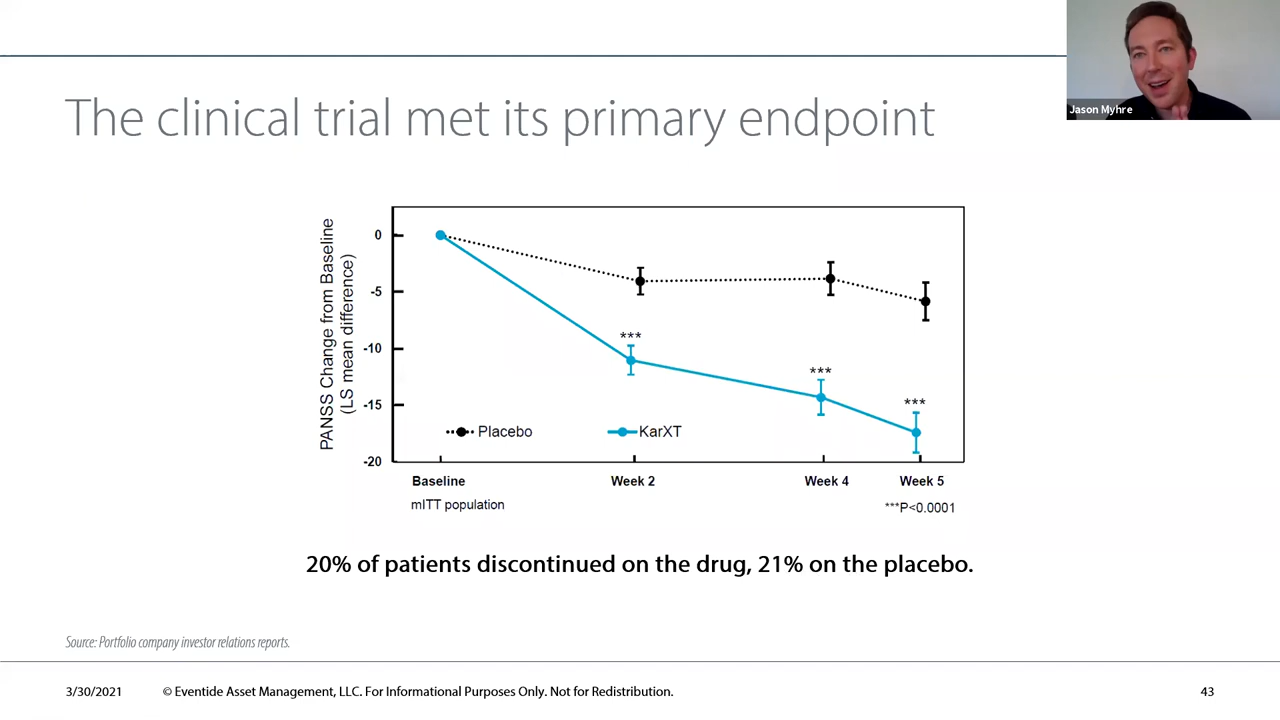 Jason Myhre
The clinical trial met its primary endpoint
PANSS Change from Baseline
(LS mean difference)
0
-5
-10
-15
-20
***
***
***
Placebo
KarXT
Baseline
Week 2
Week 4
Week 5
mITT population
***P<0.0001
20% of patients discontinued on the drug, 21% on the placebo.
Source: Portfolio company investor relations reports.
3/30/2021
© Eventide Asset Management, LLC. For Informational Purposes Only. Not for Redistribution.
43